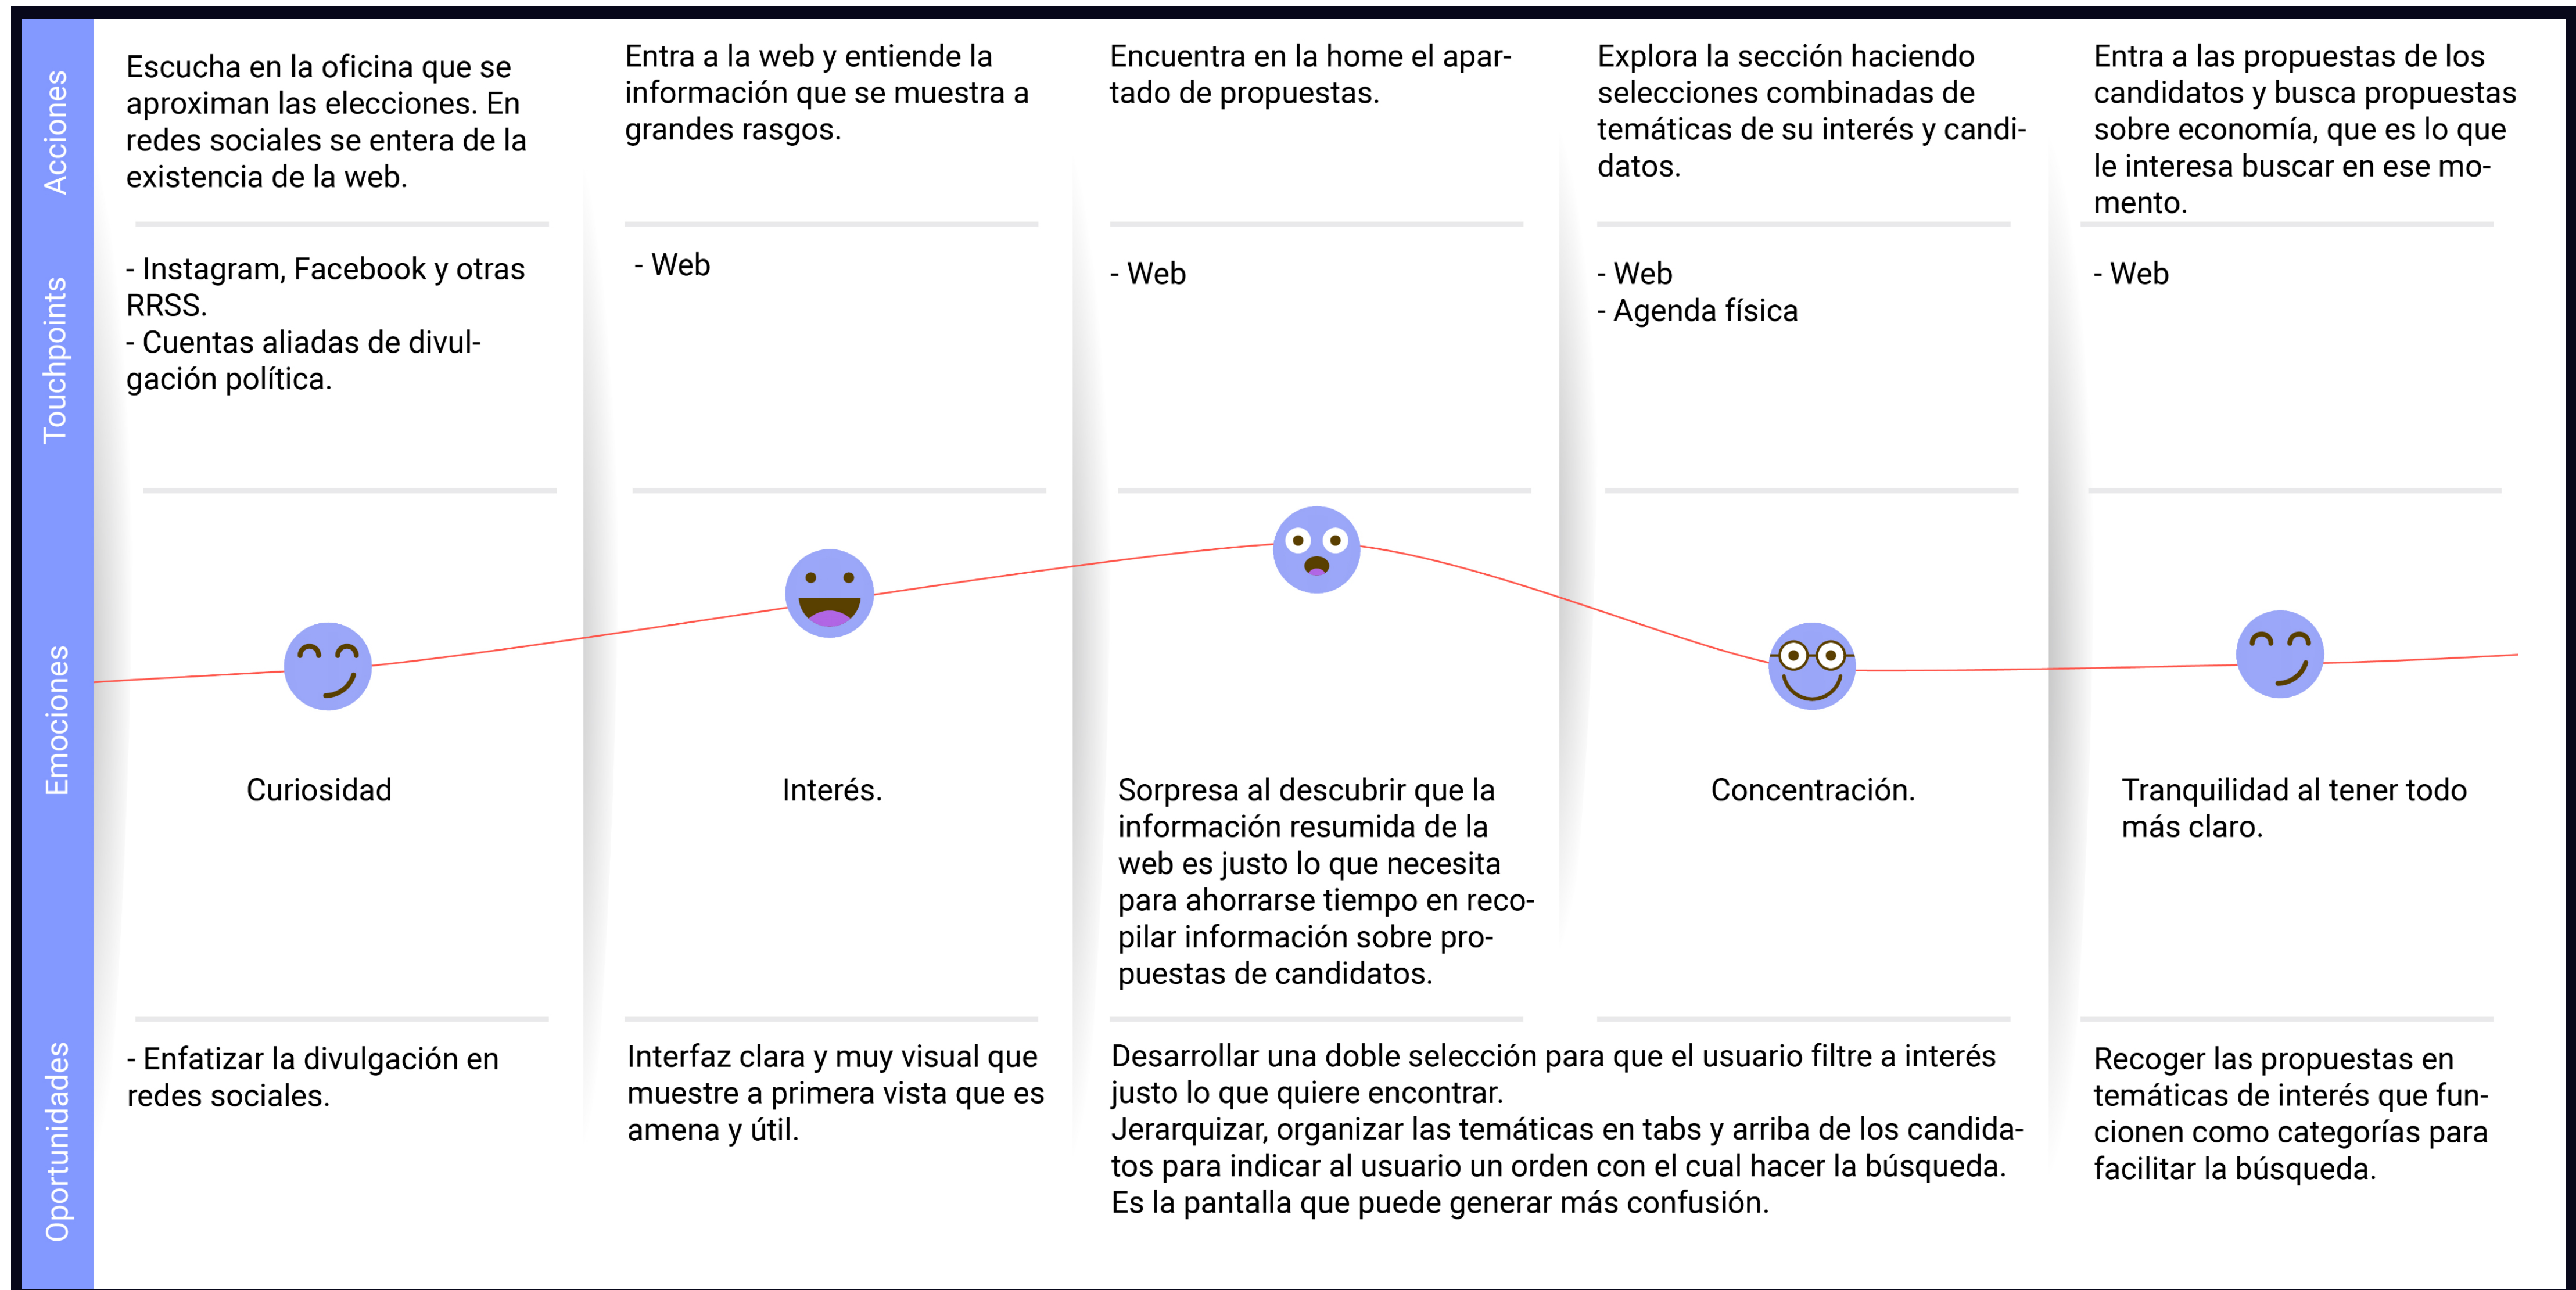 Acciones
Escucha en la oficina que se
aproximan las elecciones. En
redes sociales se entera de la
existencia de la web.
Entra a la web y entiende la
información que se muestra a
grandes rasgos.
Encuentra en la home el apar-
tado de propuestas.
Explora la sección haciendo
selecciones combinadas de
temáticas de su interés y candi-
datos.
Entra a las propuestas de los
candidatos y busca propuestas
sobre economía, que es lo que
le interesa buscar en ese mo-
mento.
Touchpoints
- Instagram, Facebook y otras
RRSS.
- Cuentas aliadas de divul-
gación política.
- Web
- Web
- Web
- Agenda física
- Web
Emociones
Curiosidad
Interés.
Sorpresa al descubrir que la
información resumida de la
web es justo lo que necesita
para ahorrarse tiempo en reco-
pilar información sobre pro-
puestas de candidatos.
Concentración.
Tranquilidad al tener todo
más claro.
Oportunidades
- Enfatizar la divulgación en
redes sociales.
Interfaz clara y muy visual que
muestre a primera vista que es
amena y útil.
Desarrollar una doble selección para que el usuario filtre a interés
justo lo que quiere encontrar.
Jerarquizar, organizar las temáticas en tabs y arriba de los candida-
tos para indicar al usuario un orden con el cual hacer la búsqueda.
Es la pantalla que puede generar más confusión.
Recoger las propuestas en
temáticas de interés que fun-
cionen como categorías para
facilitar la búsqueda.